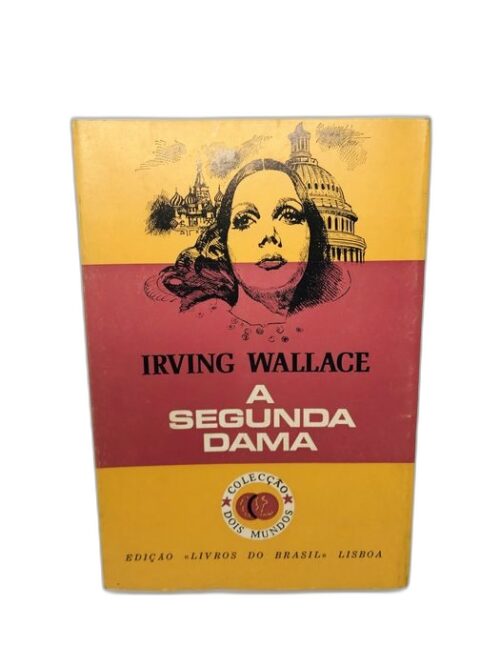 IRVING WALLACE
A
SEGUNDA
DAMA
COLECÇÃO
DOIS MUNDOS
EDIÇÃO «LIVROS DO BRASIL» LISBOA